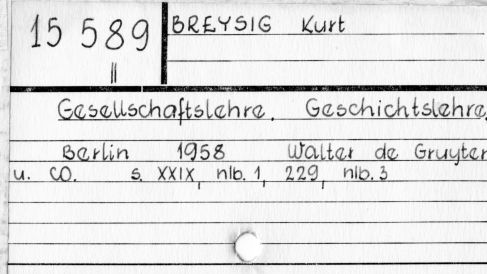 15 589 BREYSIG Kurt
II
Gesellschaftslehre, Geschichtslehre,
Berlin 1958 Walter de Gruyter
u. CO. s. XXIX, nlb. 1, 229, nlb. 3